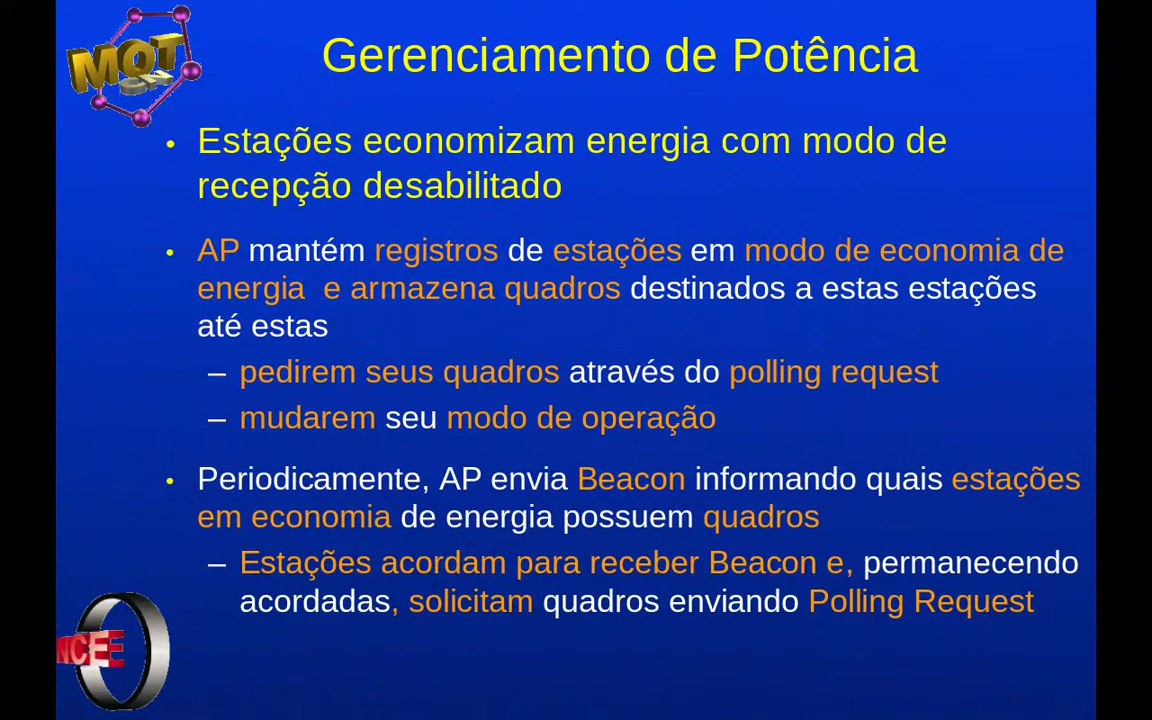 MQT
Gerenciamento de Potência
• Estações economizam energia com modo de
recepção desabilitado
• AP mantém registros de estações em modo de economia de
energia e armazena quadros destinados a estas estações
até estas
– pedirem seus quadros através do polling request
– mudarem seu modo de operação
• Periodicamente, AP envia Beacon informando quais estações
em economia de energia possuem quadros
– Estações acordam para receber Beacon e, permanecendo
acordadas, solicitam quadros enviando Polling Request